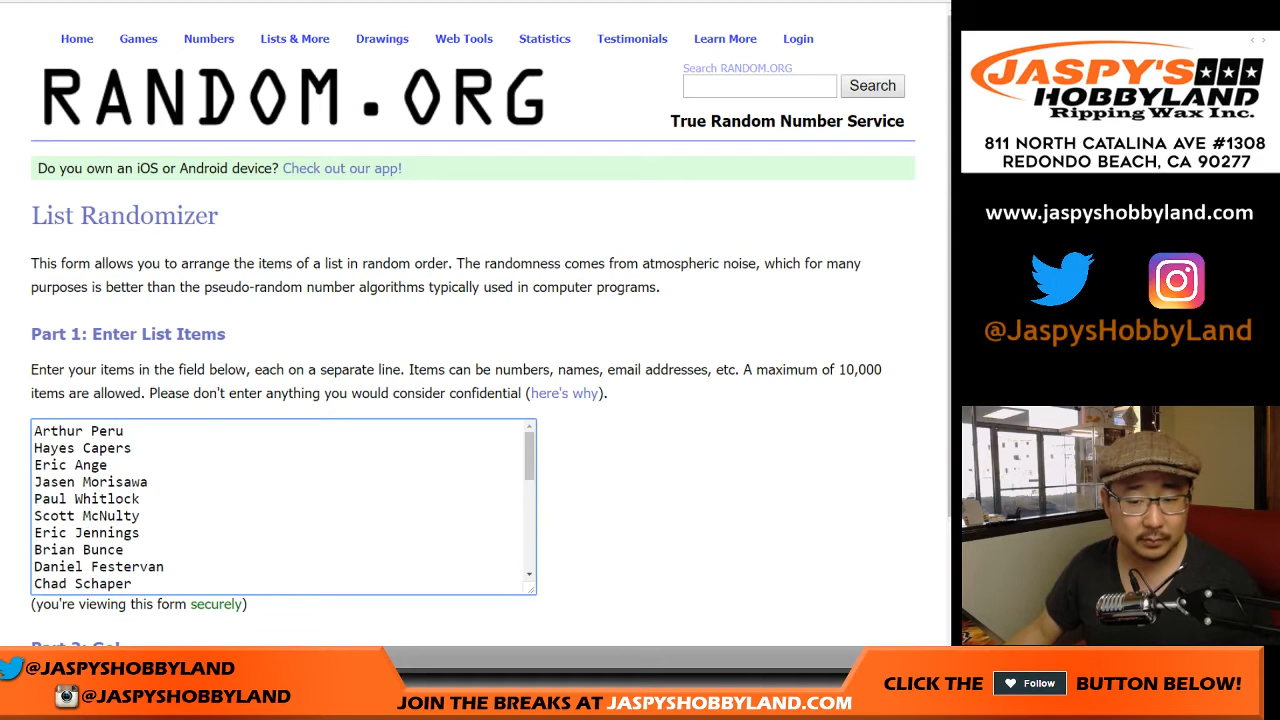 Home Games Numbers Lists & More Drawings Web Tools Statistics Testimonials Learn More Login
RANDOM.ORG
Search RANDOM.ORG
Search
True Random Number Service
Do you own an iOS or Android device? Check out our app!
List Randomizer
This form allows you to arrange the items of a list in random order. The randomness comes from atmospheric noise, which for many
purposes is better than the pseudo-random number algorithms typically used in computer programs.
Part 1: Enter List Items
Enter your items in the field below, each on a separate line. Items can be numbers, names, email addresses, etc. A maximum of 10,000
items are allowed. Please don't enter anything you would consider confidential (here's why).
Arthur Peru
Hayes Capers
Eric Ange
Jasen Morisawa
Paul Whitlock
Scott McNulty
Eric Jennings
Brian Bunce
Daniel Festervan
Chad Schaper
(you're viewing this form securely)
Part 2: Go!
JASPY'S
HOBBYLAND
Ripping Wax Inc.
811 NORTH CATALINA AVE #1308
REDONDO BEACH, CA 90277
www.jaspyshobbyland.com
@JaspysHobbyLand
@JASPYSHOBBYLAND
@JASPYSHOBBYLAND
JOIN THE BREAKS AT JASPYSHOBBYLAND.COM
CLICK THE Follow BUTTON BELOW!